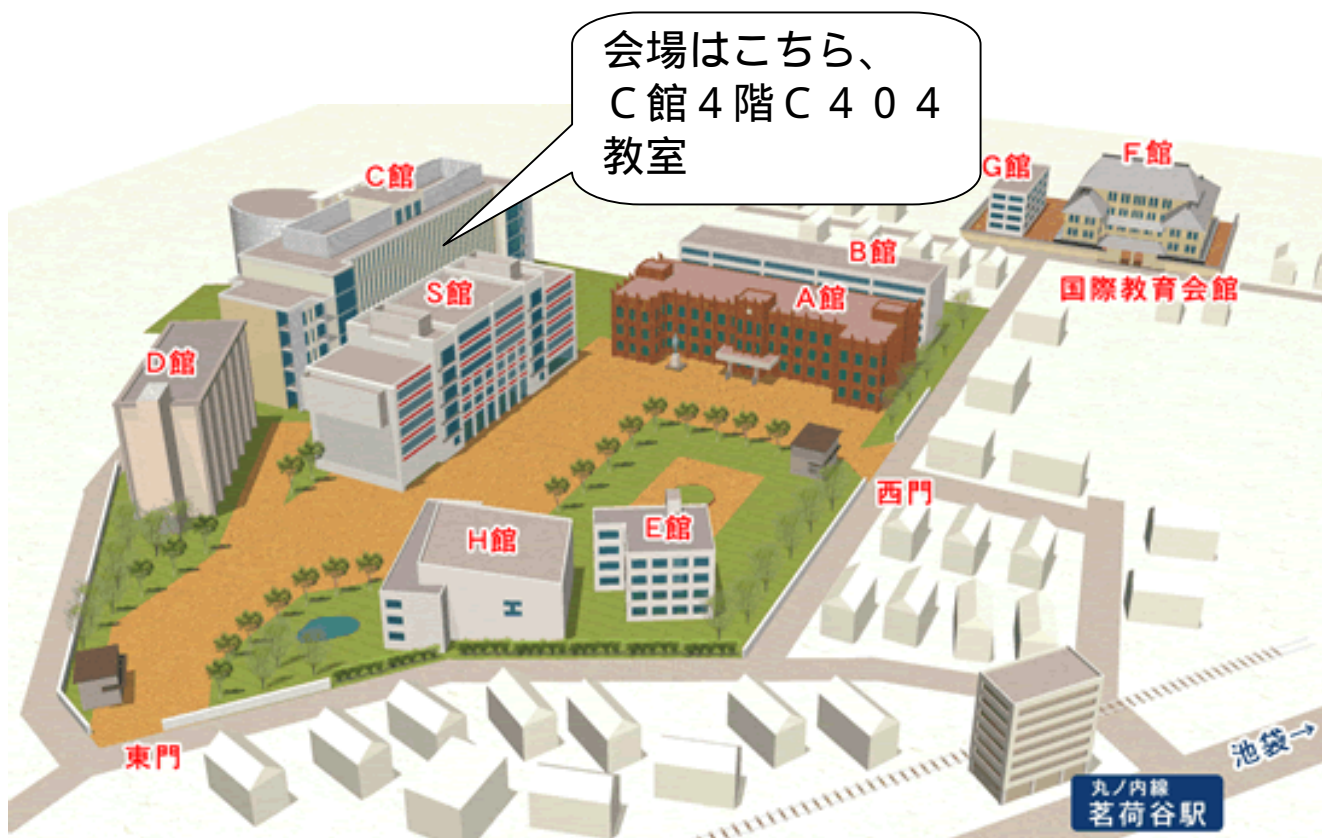 会場はこちら、
C館4階C404
教室
C館
G館
F館
B館
国際教育会館
S館
A館
D館
西門
H館
E館
東門
池袋→
丸ノ内線
茗荷谷駅